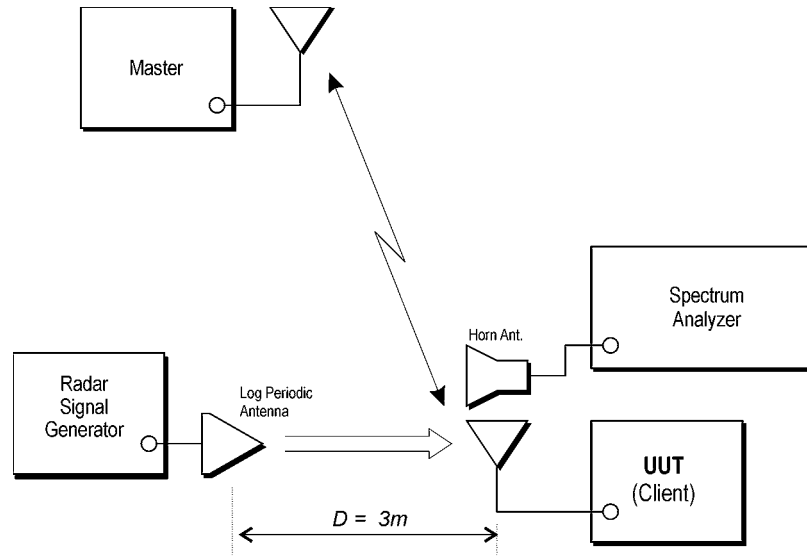 Master
Spectrum
Analyzer
Horn Ant.
Radar
Signal
Generator
Log Periodic
Antenna
UUT
(Client)
D = 3m